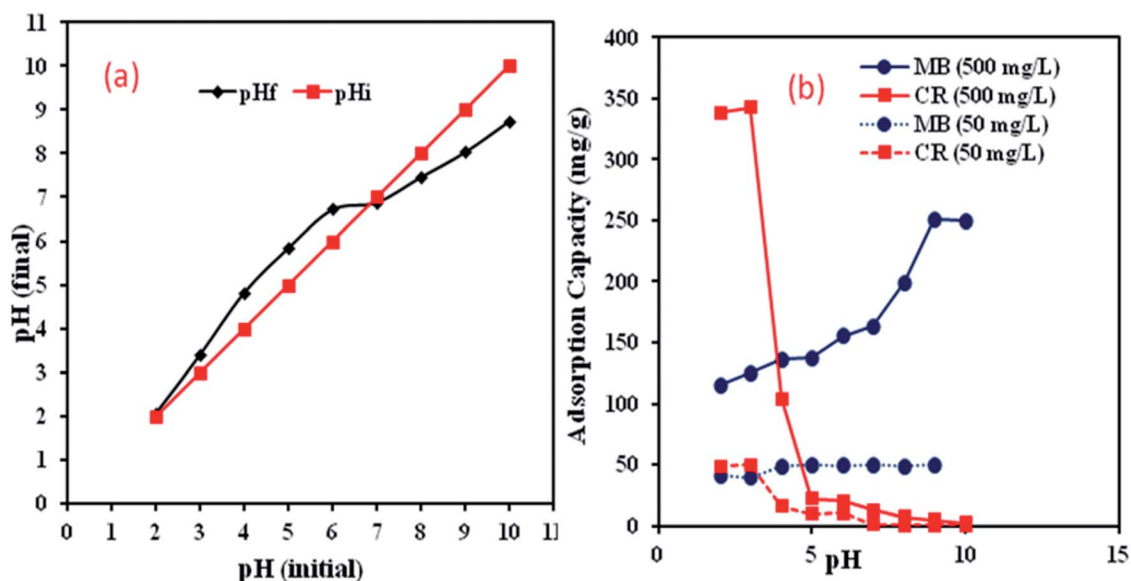 (a)
pHf
pHi
pH (final)
11
10
9
8
7
6
5
4
3
2
1
0
0 1 2 3 4 5 6 7 8 9 10 11
pH (initial)
(b)
MB (500 mg/L)
CR (500 mg/L)
MB (50 mg/L)
CR (50 mg/L)
Adsorption Capacity (mg/g)
400
350
300
250
200
150
100
50
0
0 5 10 15
pH